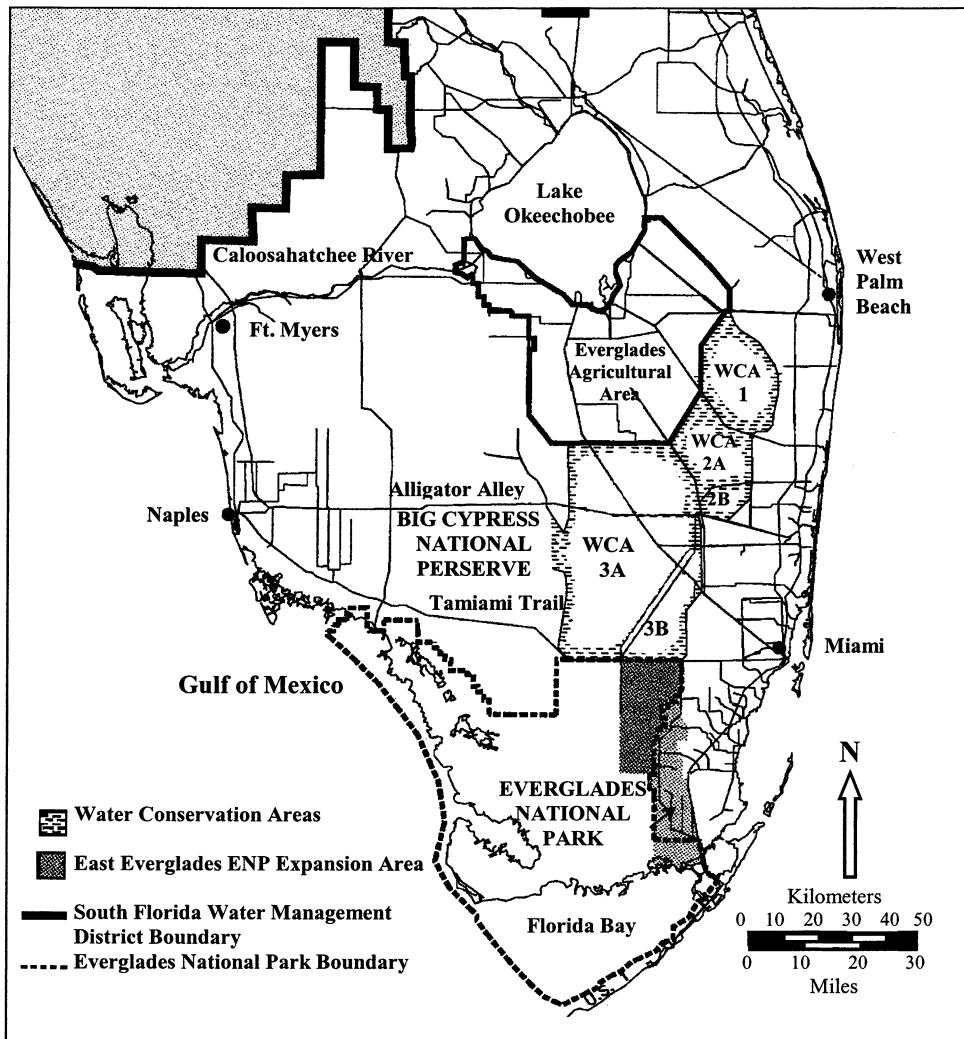 Lake
Okeechobee
Caloosahatchee River
West
Palm
Beach
Ft. Myers
Everglades
Agricultural
Area
WCA
1
WCA
2A
2B
Alligator Alley
Naples
BIG CYPRESS
NATIONAL
PERSERVE
WCA
3A
Tamiami Trail
3B
Miami
Gulf of Mexico
N
EVERGLADES
NATIONAL
PARK
Water Conservation Areas
East Everglades ENP Expansion Area
South Florida Water Management
District Boundary
Everglades National Park Boundary
Florida Bay
U.S. 1
Kilometers
0 10 20 30 40 50
0 10 20 30
Miles